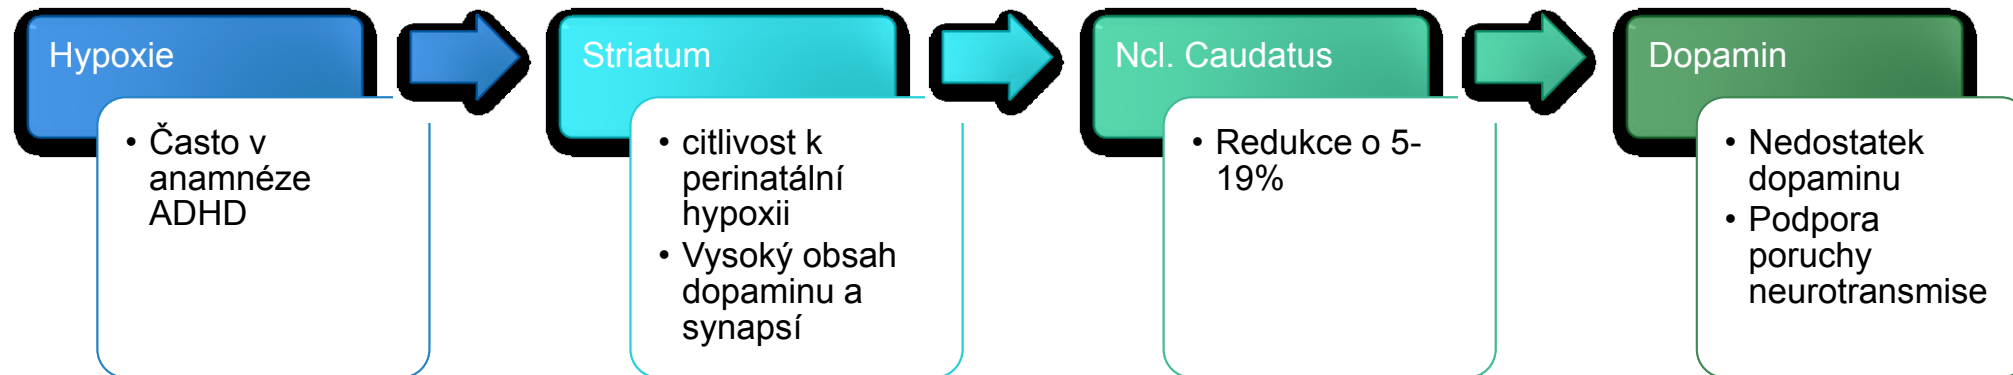 Hypoxie
• Často v
anamnéze
ADHD
Striatum
• citlivost k
perinatální
hypoxii
• Vysoký obsah
dopaminu a
synapsí
Ncl. Caudatus
• Redukce o 5-
19%
Dopamin
• Nedostatek
dopaminu
• Podpora
poruchy
neurotransmise